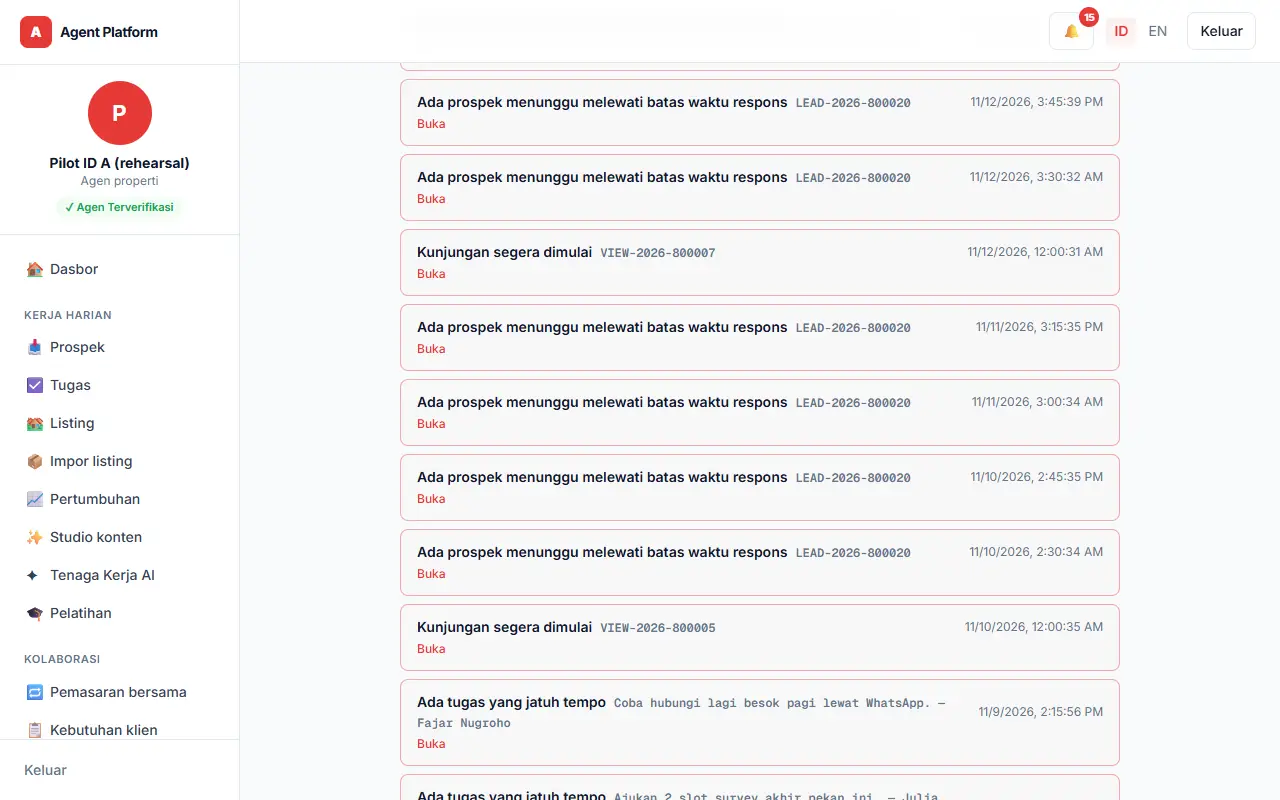 A Agent Platform
15
ID EN Keluar
P
Pilot ID A (rehearsal)
Agen properti
✓ Agen Terverifikasi
Dasbor
KERJA HARIAN
Prospek
Tugas
Listing
Impor listing
Pertumbuhan
Studio konten
Tenaga Kerja AI
Pelatihan
KOLABORASI
Pemasaran bersama
Kebutuhan klien
Keluar
Ada prospek menunggu melewati batas waktu respons LEAD-2026-800020 11/12/2026, 3:45:39 PM
Buka
Ada prospek menunggu melewati batas waktu respons LEAD-2026-800020 11/12/2026, 3:30:32 AM
Buka
Kunjungan segera dimulai VIEW-2026-800007 11/12/2026, 12:00:31 AM
Buka
Ada prospek menunggu melewati batas waktu respons LEAD-2026-800020 11/11/2026, 3:15:35 PM
Buka
Ada prospek menunggu melewati batas waktu respons LEAD-2026-800020 11/11/2026, 3:00:34 AM
Buka
Ada prospek menunggu melewati batas waktu respons LEAD-2026-800020 11/10/2026, 2:45:35 PM
Buka
Ada prospek menunggu melewati batas waktu respons LEAD-2026-800020 11/10/2026, 2:30:34 AM
Buka
Kunjungan segera dimulai VIEW-2026-800005 11/10/2026, 12:00:35 AM
Buka
Ada tugas yang jatuh tempo Coba hubungi lagi besok pagi lewat WhatsApp. — 11/9/2026, 2:15:56 PM
Fajar Nugroho
Buka
Ada tugas yang jatuh tempo Ajukan 2 slot survey akhir pekan ini. — Julia